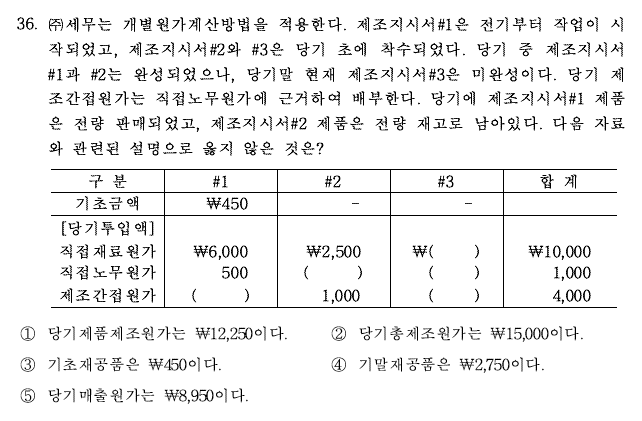 36. ㈜세무는 개별원가계산방법을 적용한다. 제조지시서#1은 전기부터 작업이 시
작되었고, 제조지시서#2와 #3은 당기 초에 착수되었다. 당기 중 제조지시서
#1과 #2는 완성되었으나, 당기말 현재 제조지시서#3은 미완성이다. 당기 제
조간접원가는 직접노무원가에 근거하여 배부한다. 당기에 제조지시서#1 제품
은 전량 판매되었고, 제조지시서#2 제품은 전량 재고로 남아있다. 다음 자료
와 관련된 설명으로 옳지 않은 것은?
구 분 #1 #2 #3 합 계
기초금액 ₩450 - -
[당기투입액]
직접재료원가 ₩6,000 ₩2,500 ₩( ) ₩10,000
직접노무원가 500 ( ) ( ) 1,000
제조간접원가 ( ) 1,000 ( ) 4,000
① 당기제품제조원가는 ₩12,250이다. ② 당기총제조원가는 ₩15,000이다.
③ 기초재공품은 ₩450이다. ④ 기말재공품은 ₩2,750이다.
⑤ 당기매출원가는 ₩8,950이다.